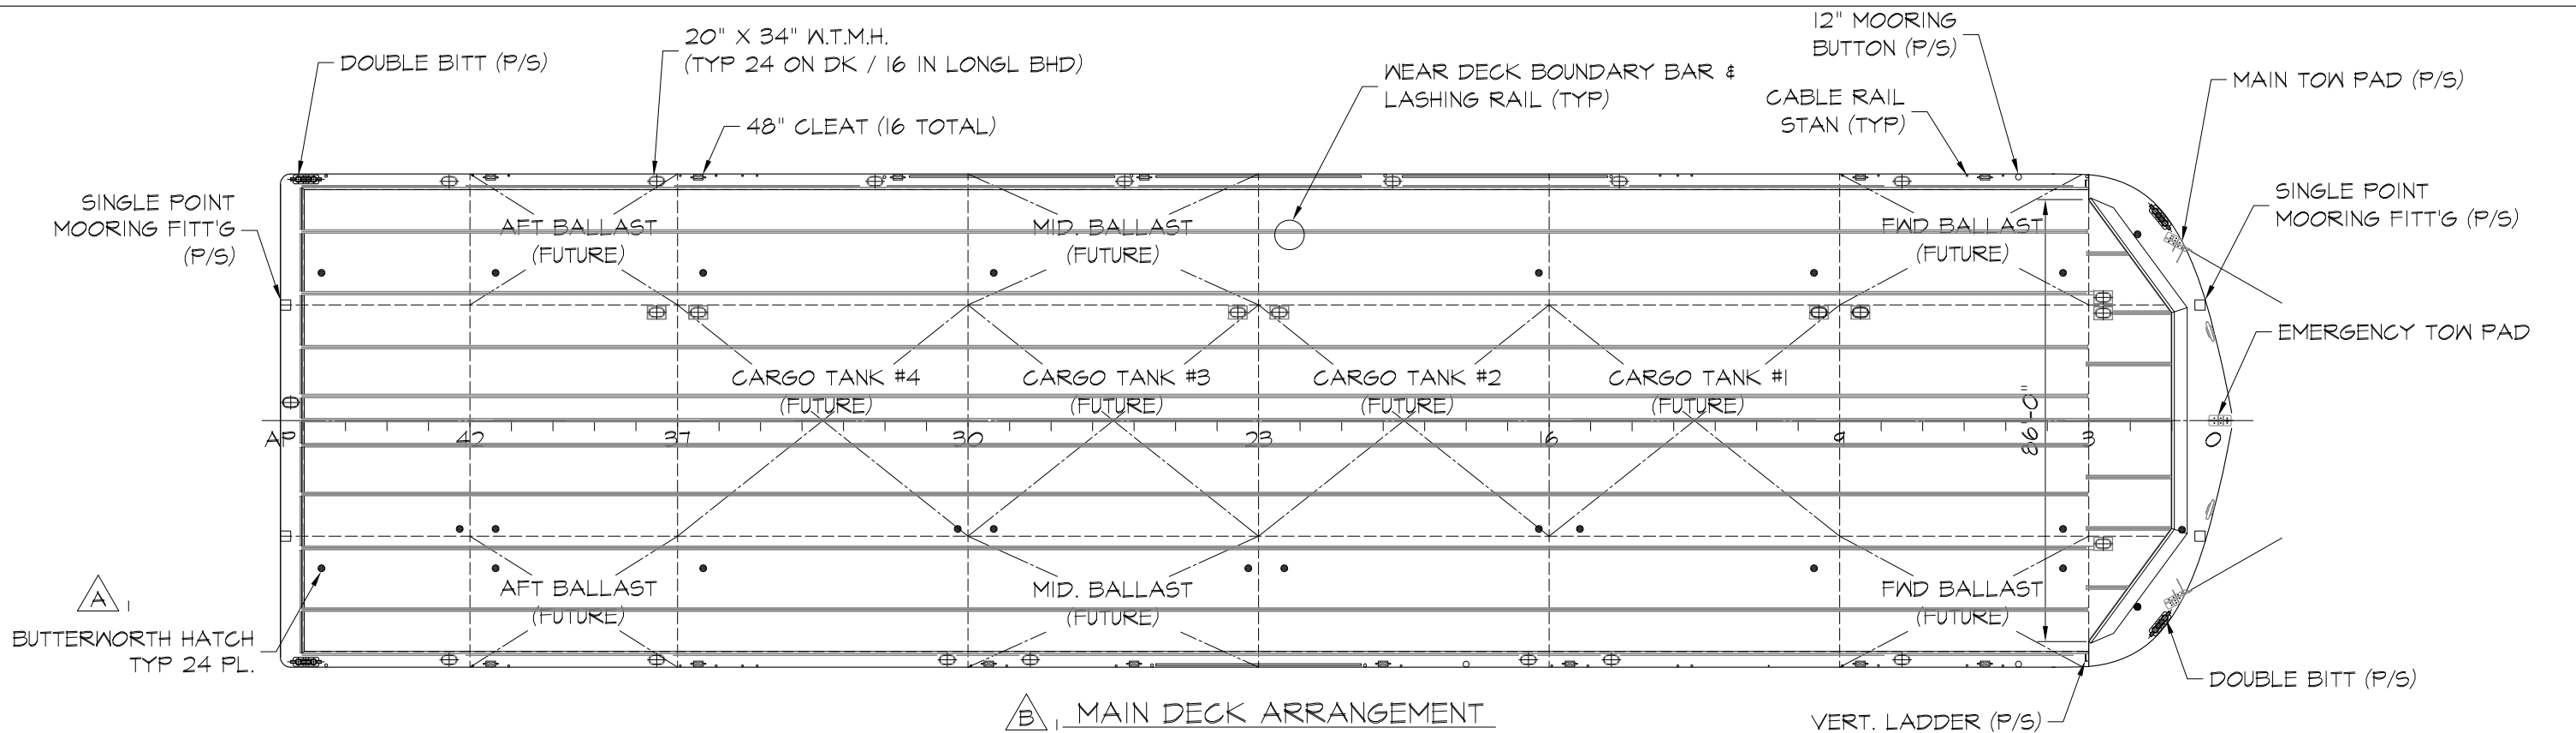 12" MOORING
BUTTON (P/S)
20" X 34" W.T.M.H.
(TYP 24 ON DK / 16 IN LONGL BHD)
DOUBLE BITT (P/S)
WEAR DECK BOUNDARY BAR &
LASHING RAIL (TYP)
MAIN TOW PAD (P/S)
CABLE RAIL
STAN (TYP)
48" CLEAT (16 TOTAL)
SINGLE POINT
MOORING FITT'G
(P/S)
SINGLE POINT
MOORING FITT'G (P/S)
AFT BALLAST
(FUTURE)
MID. BALLAST
(FUTURE)
FWD BALLAST
(FUTURE)
EMERGENCY TOW PAD
CARGO TANK #4
(FUTURE)
CARGO TANK #3
(FUTURE)
CARGO TANK #2
(FUTURE)
CARGO TANK #1
(FUTURE)
86'-0"
AP 42 37 30 23 16 9 3 0
AFT BALLAST
(FUTURE)
MID. BALLAST
(FUTURE)
FWD BALLAST
(FUTURE)
A 1
BUTTERWORTH HATCH
TYP 24 PL.
DOUBLE BITT (P/S)
B 1 MAIN DECK ARRANGEMENT
VERT. LADDER (P/S)